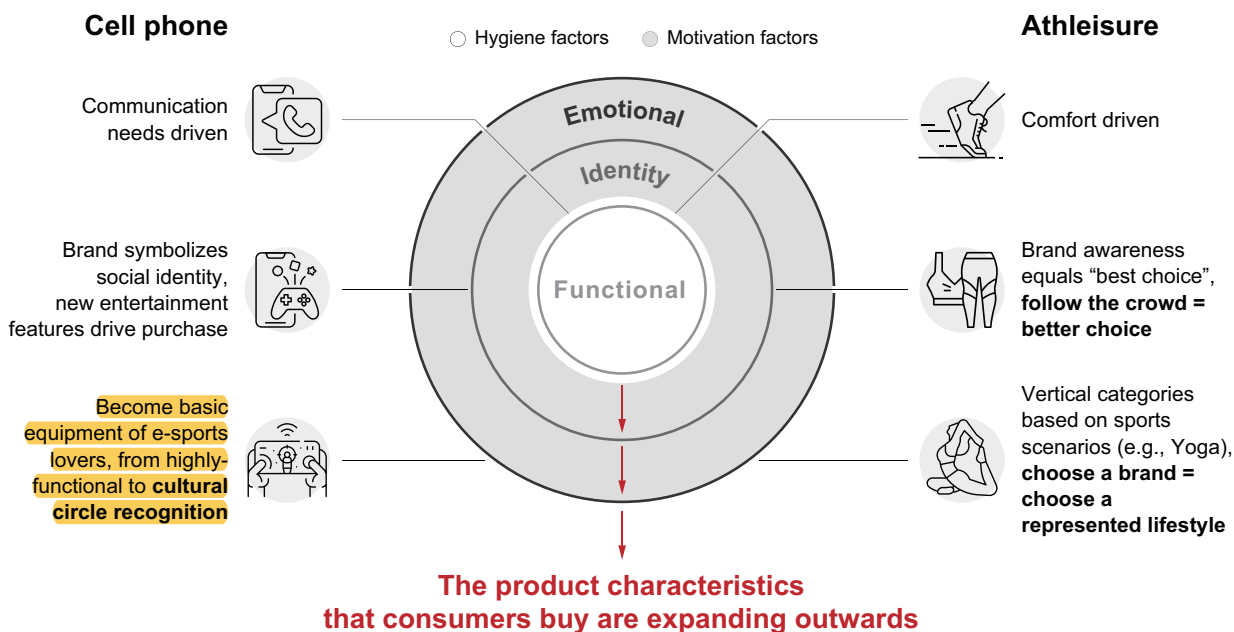 Cell phone
Hygiene factors
Motivation factors
Athleisure
Communication
needs driven
Emotional
Identity
Functional
Comfort driven
Brand symbolizes
social identity,
new entertainment
features drive purchase
Brand awareness
equals “best choice”,
follow the crowd =
better choice
Become basic
equipment of e-sports
lovers, from highly-
functional to cultural
circle recognition
Vertical categories
based on sports
scenarios (e.g., Yoga),
choose a brand =
choose a
represented lifestyle
The product characteristics
that consumers buy are expanding outwards